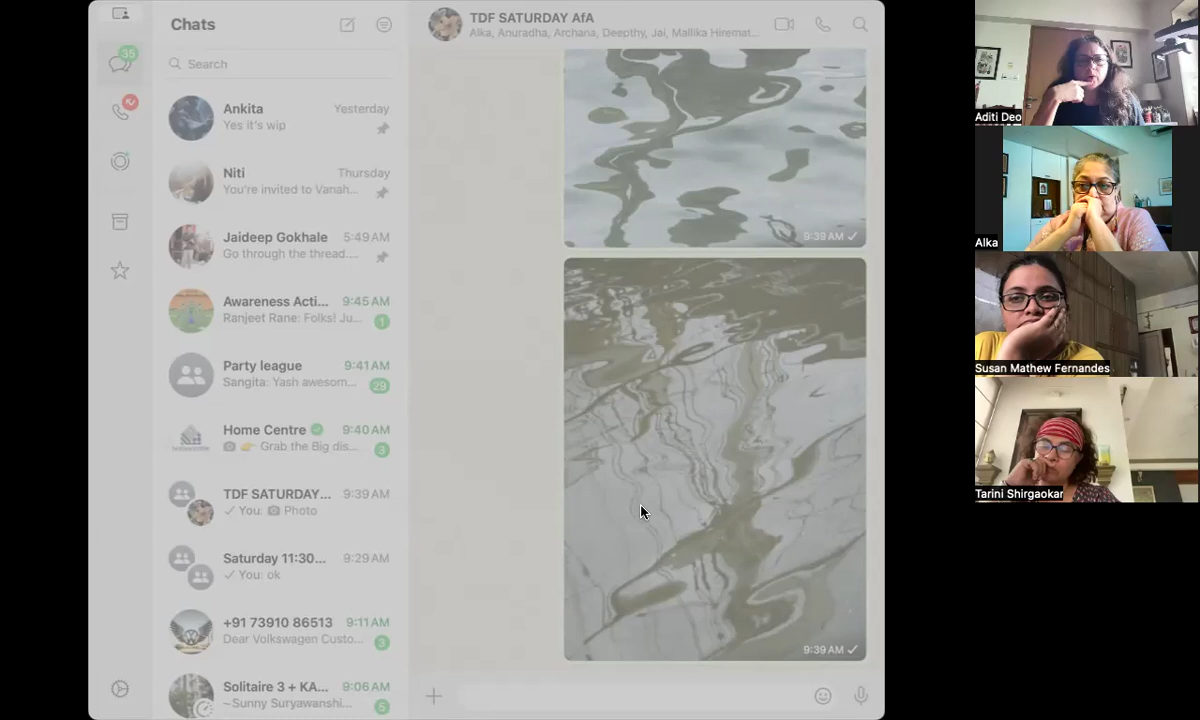 Chats
35
Search
Ankita
Yesterday
Yes it's wip
Niti
Thursday
You're invited to Vanah...
Jaideep Gokhale
5:49 AM
Go through the thread....
Awareness Acti...
9:45 AM
Ranjeet Rane: Folks! Ju...
1
Party league
9:41 AM
Sangita: Yash awesom...
29
Home Centre
9:40 AM
Grab the Big dis...
3
TDF SATURDAY...
9:39 AM
You: Photo
Saturday 11:30...
9:29 AM
You: ok
+91 73910 86513
9:11 AM
Dear Volkswagen Custo...
3
Solitaire 3 + KA...
9:06 AM
~Sunny Suryawanshi...
5
TDF SATURDAY AfA
Alka, Anuradha, Archana, Deepthy, Jai, Mallika Hiremat...
9:39 AM
9:39 AM
Aditi Deo
Alka
Susan Mathew Fernandes
Tarini Shirgaokar